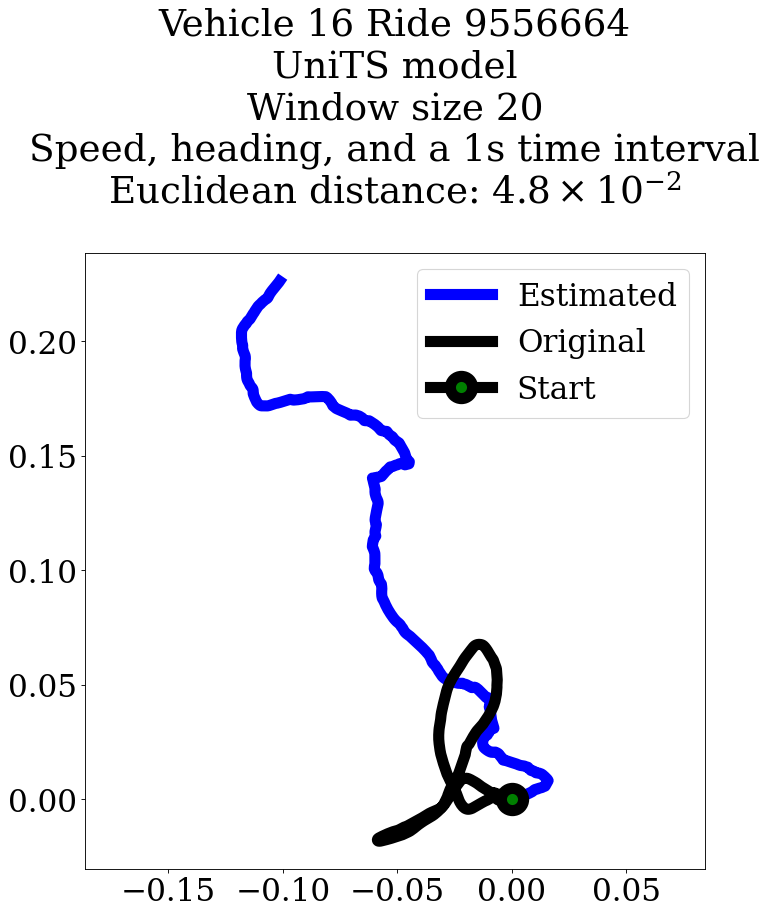 Vehicle 16 Ride 9556664
UniTS model
Window size 20
Speed, heading, and a 1s time interval
Euclidean distance: 4.8 × 10⁻²
Estimated
Original
Start
0.20
0.15
0.10
0.05
0.00
−0.15
−0.10
−0.05
0.00
0.05